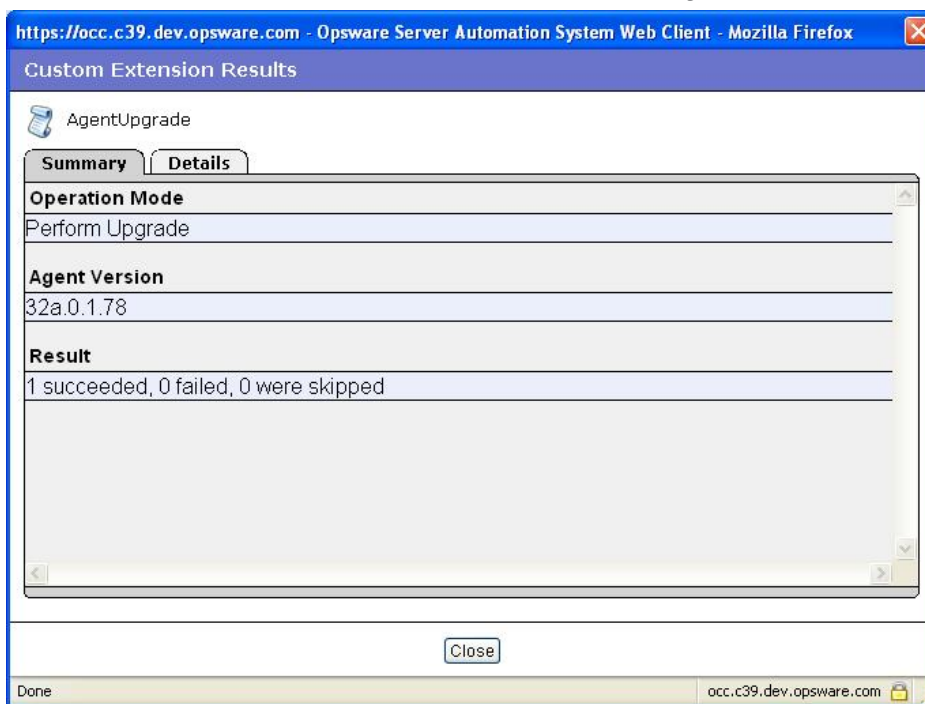 https://occ.c39.dev.opsware.com - Opsware Server Automation System Web Client - Mozilla Firefox
Custom Extension Results
AgentUpgrade
Summary Details
Operation Mode
Perform Upgrade
Agent Version
32a.0.1.78
Result
1 succeeded, 0 failed, 0 were skipped
Close
Done occ.c39.dev.opsware.com